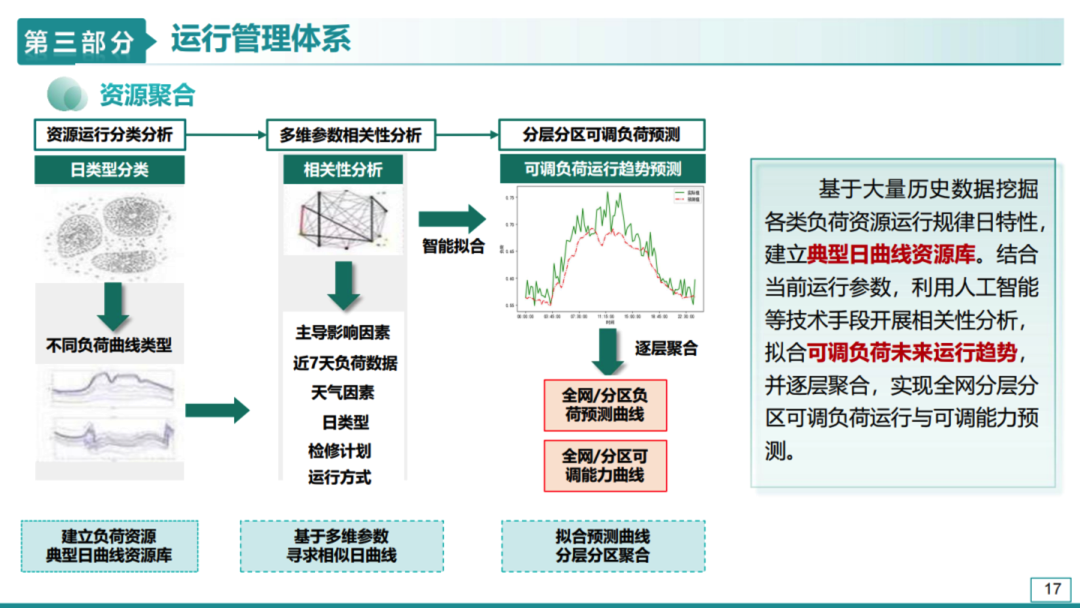 第三部分
运行管理体系
资源聚合
资源运行分类分析
多维参数相关性分析
分层分区可调负荷预测
日类型分类
相关性分析
可调负荷运行趋势预测
智能拟合
不同负荷曲线类型
主导影响因素
近7天负荷数据
天气因素
日类型
检修计划
运行方式
逐层聚合
全网/分区负
荷预测曲线
全网/分区可
调能力曲线
建立负荷资源
典型日曲线资源库
基于多维参数
寻求相似日曲线
拟合预测曲线
分层分区聚合
基于大量历史数据挖掘
各类负荷资源运行规律日特性，
建立典型日曲线资源库。结合
当前运行参数，利用人工智能
等技术手段开展相关性分析，
拟合可调负荷未来运行趋势，
并逐层聚合，实现全网分层分
区可调负荷运行与可调能力预
测。
17